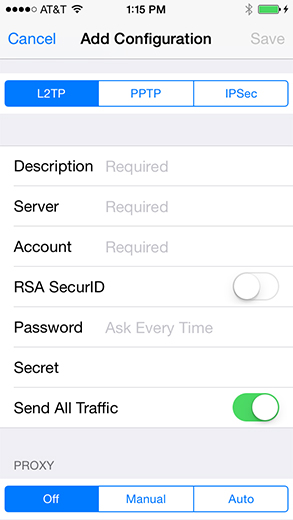 AT&T 1:15 PM
Cancel Add Configuration Save
L2TP PPTP IPSec
Description Required
Server Required
Account Required
RSA SecurID
Password Ask Every Time
Secret
Send All Traffic
PROXY
Off Manual Auto